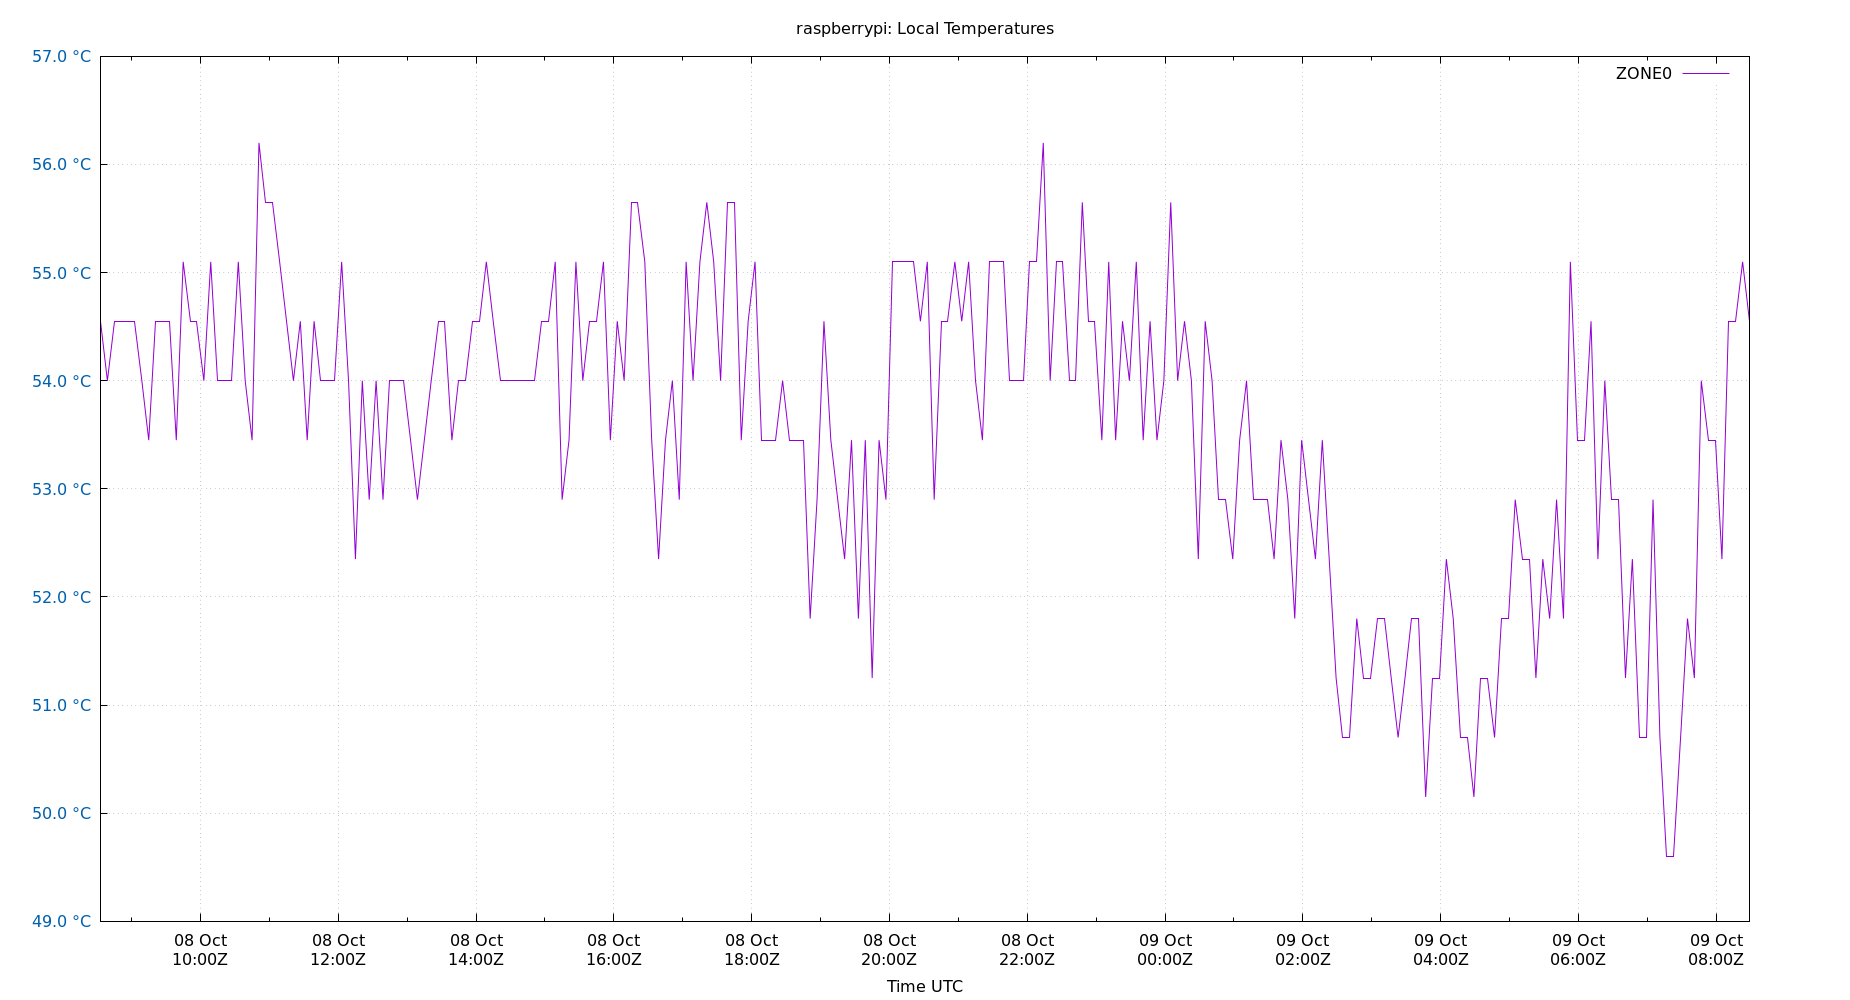 raspberrypi: Local Temperatures
57.0 °C
ZONE0
56.0 °C
55.0 °C
54.0 °C
53.0 °C
52.0 °C
51.0 °C
50.0 °C
49.0 °C
08 Oct 08 Oct 08 Oct 08 Oct 08 Oct 08 Oct 08 Oct 09 Oct 09 Oct 09 Oct 09 Oct 09 Oct
10:00Z 12:00Z 14:00Z 16:00Z 18:00Z 20:00Z 22:00Z 00:00Z 02:00Z 04:00Z 06:00Z 08:00Z
Time UTC